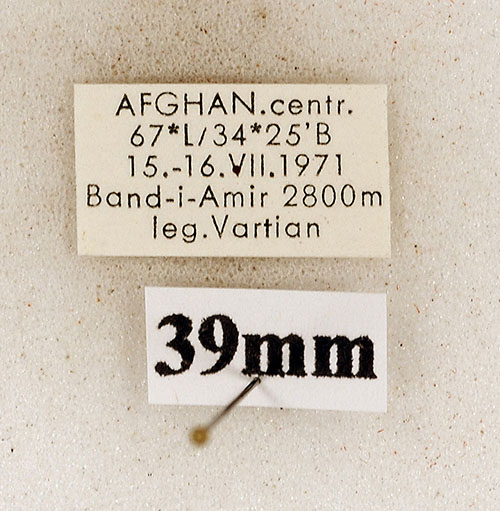 AFGHAN.centr.
67*L/34*25'B
15.-16.VII.1971
Band-i-Amir 2800m
leg.Vartian
39mm